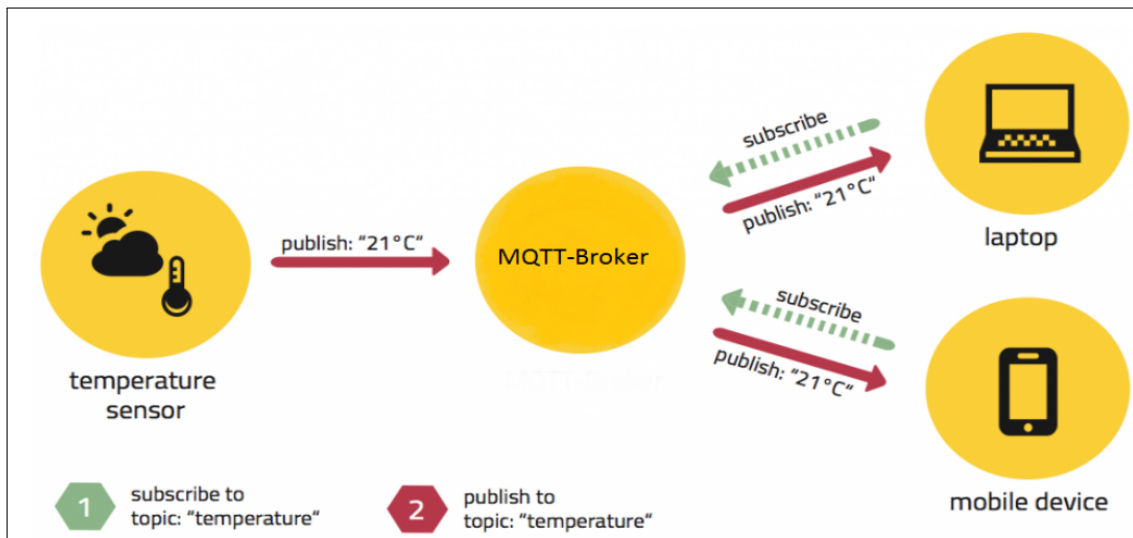 subscribe
publish: “21°C“
laptop
publish: “21°C“
MQTT-Broker
subscribe
publish: “21°C“
temperature
sensor
mobile device
1
subscribe to
topic: “temperature“
2
publish to
topic: “temperature“